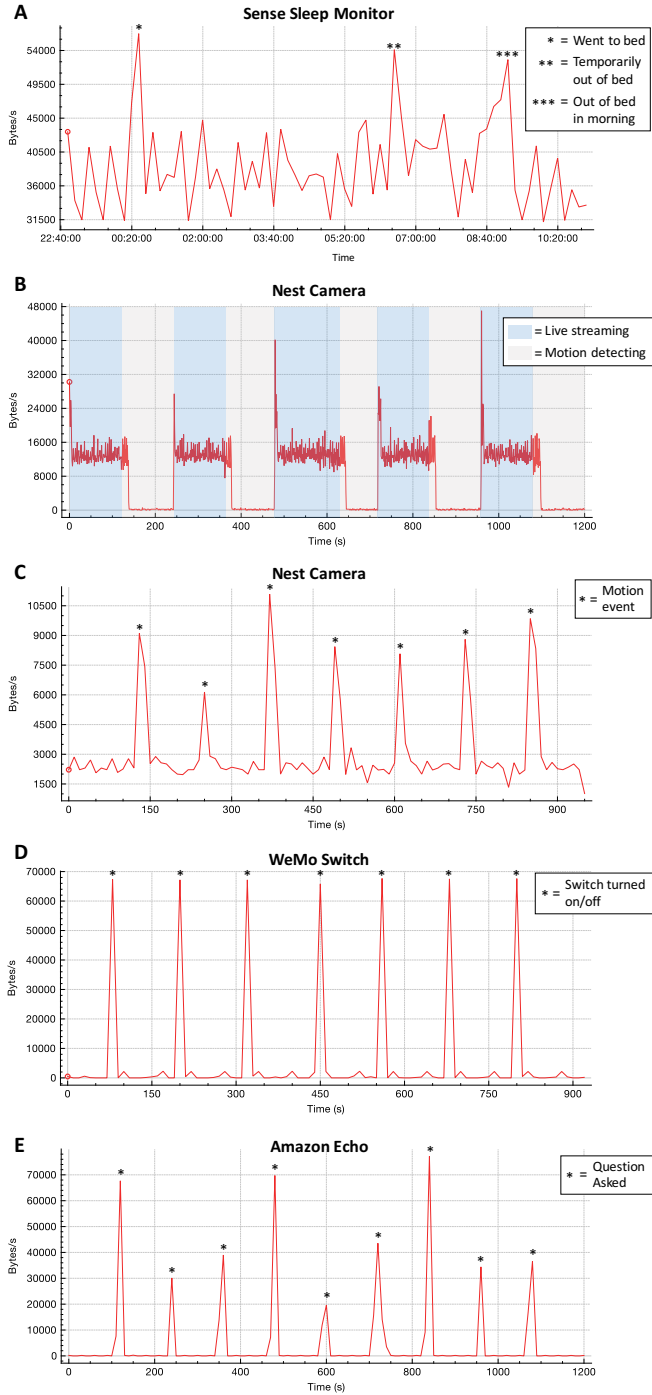 A
Sense Sleep Monitor
* = Went to bed
** = Temporarily
out of bed
*** = Out of bed
in morning
*
**
***
Bytes/s
54000
49500
45000
40500
36000
31500
22:40:00 00:20:00 02:00:00 03:40:00 05:20:00 07:00:00 08:40:00 10:20:00
Time
B
Nest Camera
= Live streaming
= Motion detecting
Bytes/s
48000
40000
32000
24000
16000
8000
0
0 200 400 600 800 1000 1200
Time (s)
C
Nest Camera
* = Motion
event
* * * * * * *
Bytes/s
10500
9000
7500
6000
4500
3000
1500
0 150 300 450 600 750 900
Time (s)
D
WeMo Switch
* = Switch turned
on/off
* * * * * * *
Bytes/s
70000
60000
50000
40000
30000
20000
10000
0
0 150 300 450 600 750 900
Time (s)
E
Amazon Echo
* = Question
Asked
* * * * * * * * *
Bytes/s
70000
60000
50000
40000
30000
20000
10000
0
0 200 400 600 800 1000 1200
Time (s)